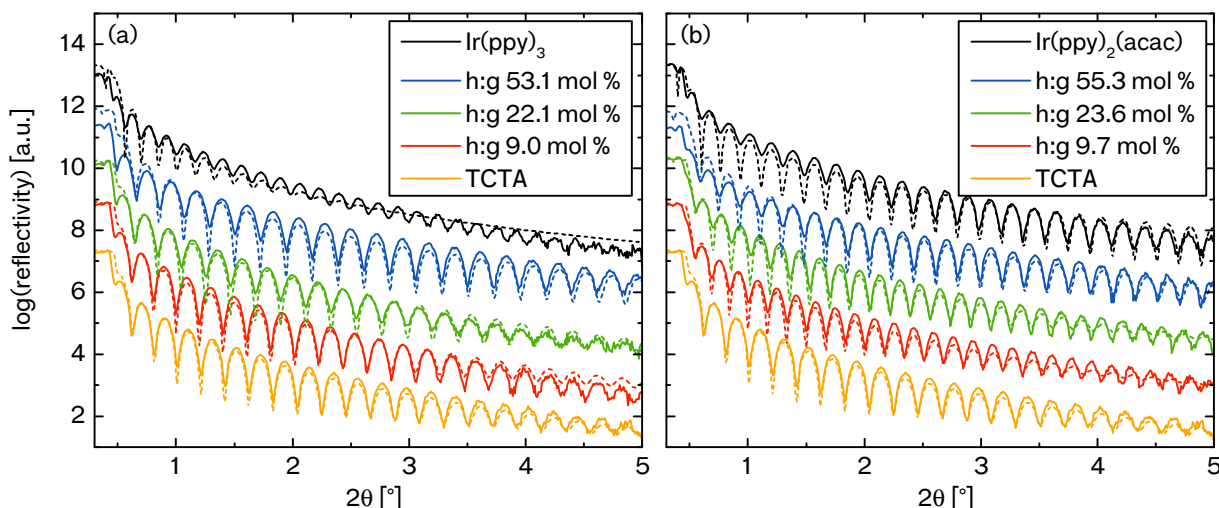 (a)
Ir(ppy)3
h:g 53.1 mol %
h:g 22.1 mol %
h:g 9.0 mol %
TCTA
(b)
Ir(ppy)2(acac)
h:g 55.3 mol %
h:g 23.6 mol %
h:g 9.7 mol %
TCTA
log(reflectivity) [a.u.]
14
12
10
8
6
4
2
1 2 3 4 5
1 2 3 4 5
2θ [°]
2θ [°]